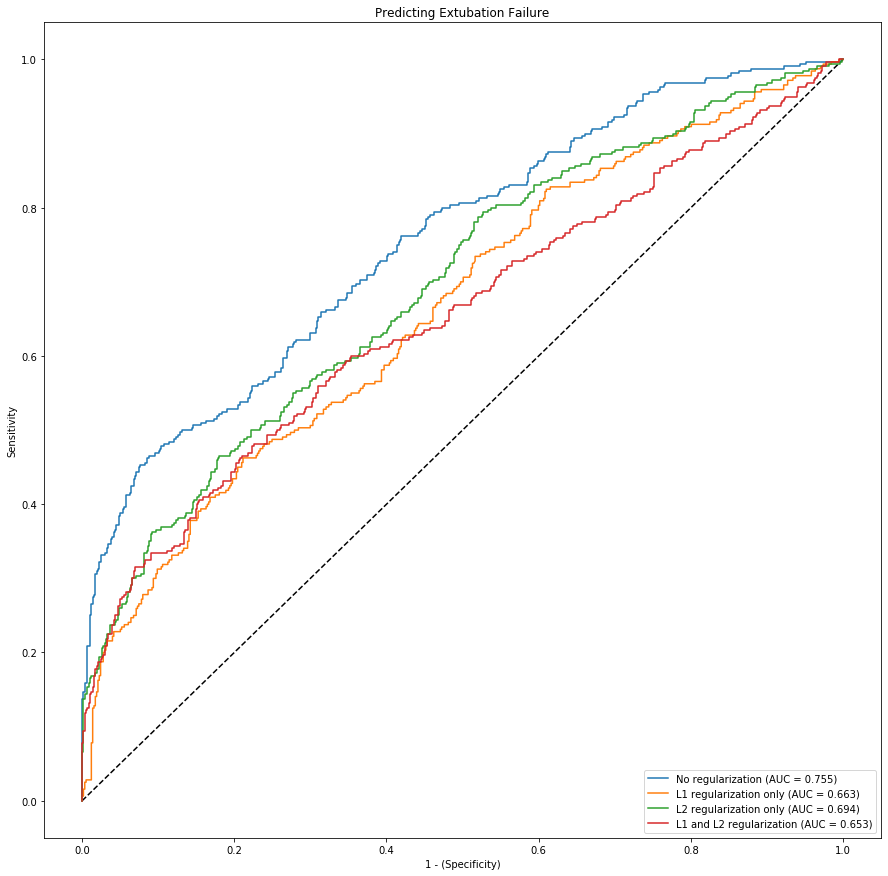 Predicting Extubation Failure
1.0
0.8
0.6
0.4
0.2
0.0
Sensitivity
No regularization (AUC = 0.755)
L1 regularization only (AUC = 0.663)
L2 regularization only (AUC = 0.694)
L1 and L2 regularization (AUC = 0.653)
0.0 0.2 0.4 0.6 0.8 1.0
1 - (Specificity)